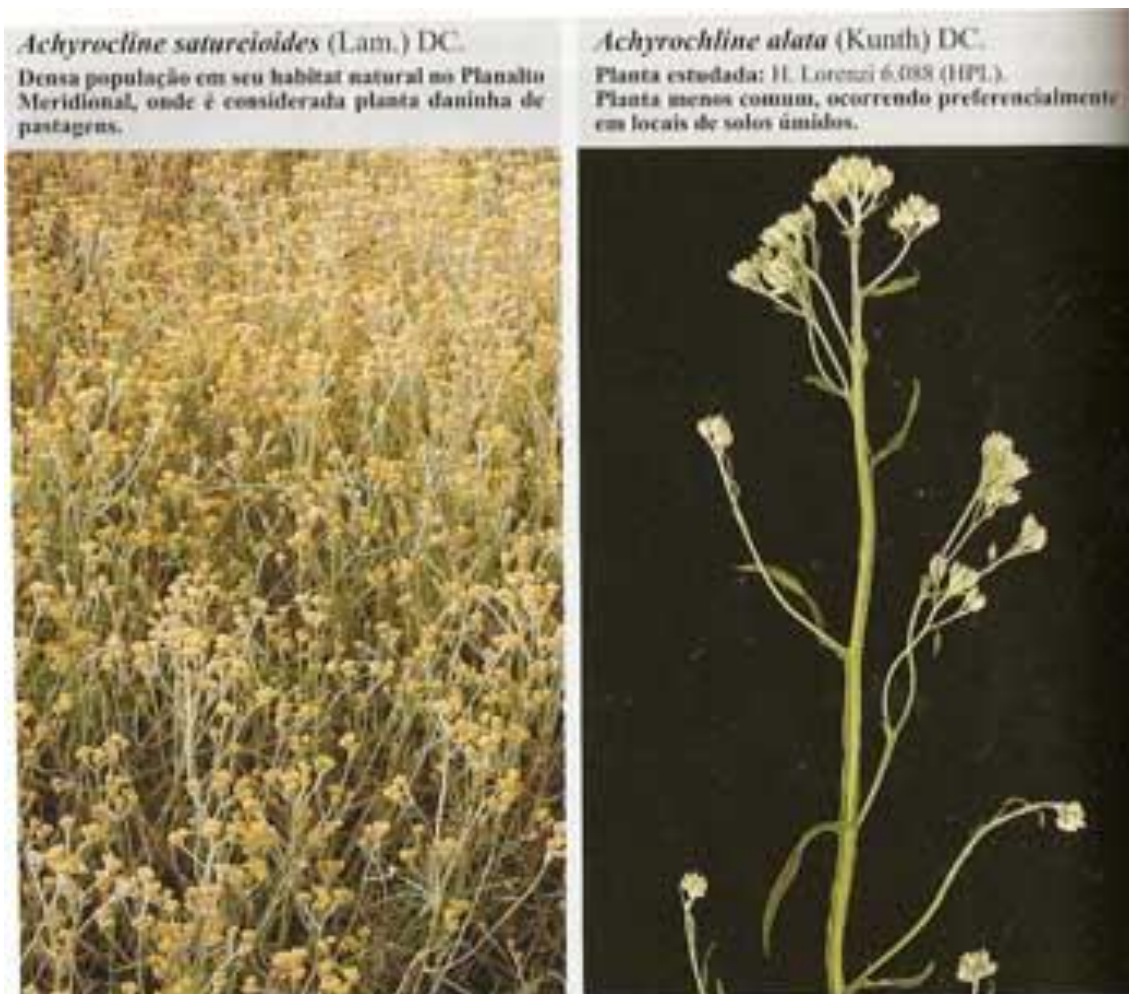 Achyrocline satureioides (Lam.) DC.
Densa população em seu habitat natural no Planalto
Meridional, onde é considerada planta daninha de
pastagens.
Achyrochline alata (Kunth) DC.
Planta estudada: H. Lorenzi 6.088 (HPL).
Planta menos comum, ocorrendo preferencialmente
em locais de solos úmidos.